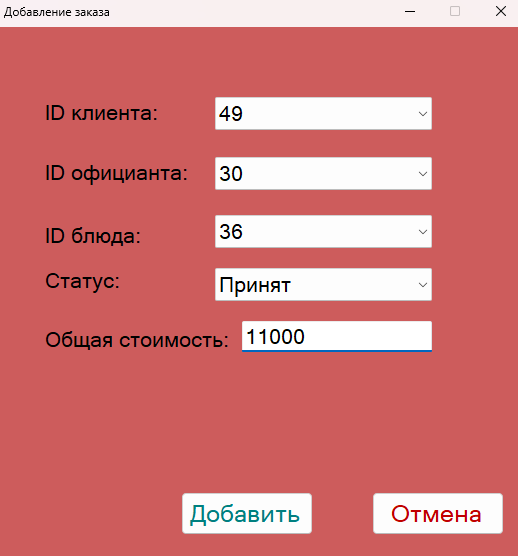 Добавление заказа
ID клиента: 49
ID официанта: 30
ID блюда: 36
Статус: Принят
Общая стоимость: 11000
Добавить Отмена